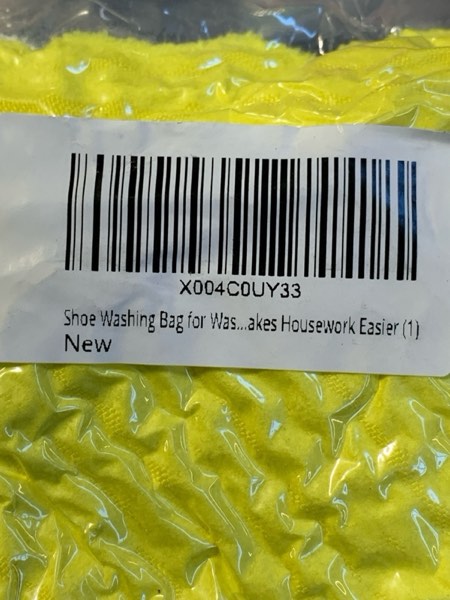 X004C0UY33
Shoe Washing Bag for Was...akes Housework Easier (1)
New